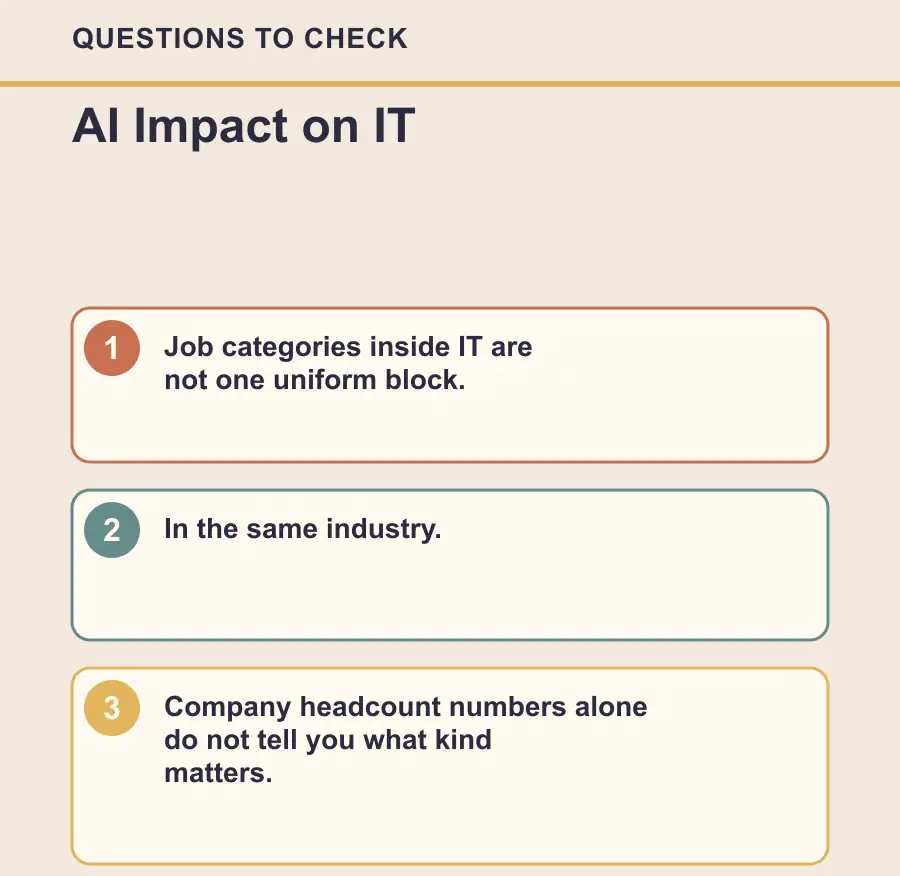 QUESTIONS TO CHECK
AI Impact on IT
1
Job categories inside IT are
not one uniform block.
2
In the same industry.
3
Company headcount numbers alone
do not tell you what kind
matters.